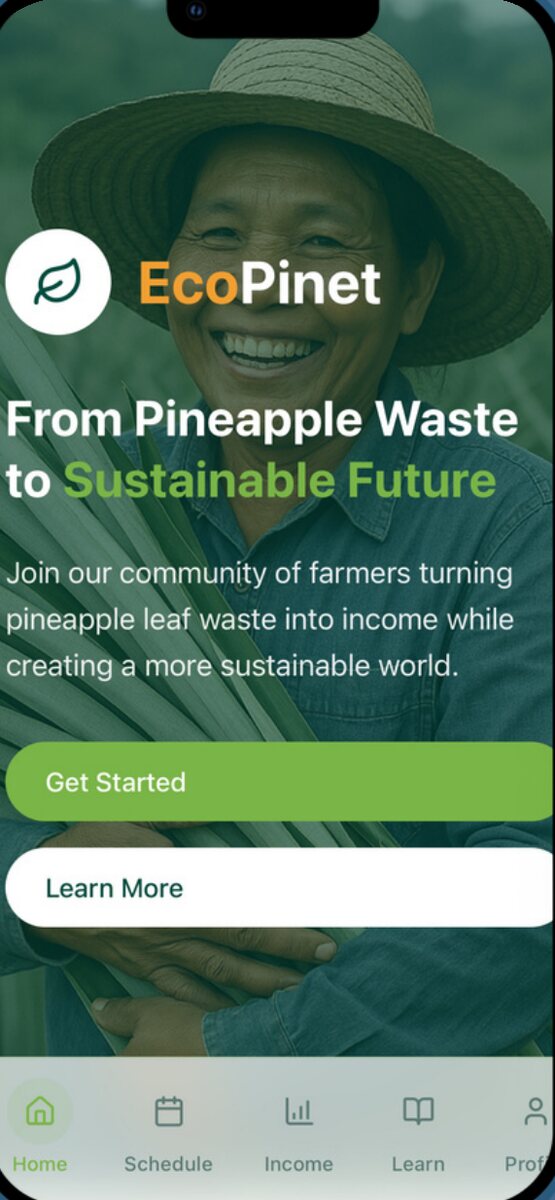 EcoPinet
From Pineapple Waste
to Sustainable Future
Join our community of farmers turning
pineapple leaf waste into income while
creating a more sustainable world.
Get Started
Learn More
Home Schedule Income Learn Prof